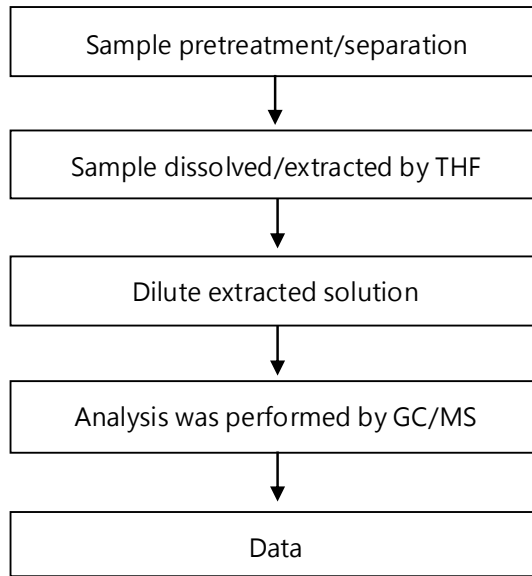 Sample pretreatment/separation
Sample dissolved/extracted by THF
Dilute extracted solution
Analysis was performed by GC/MS
Data